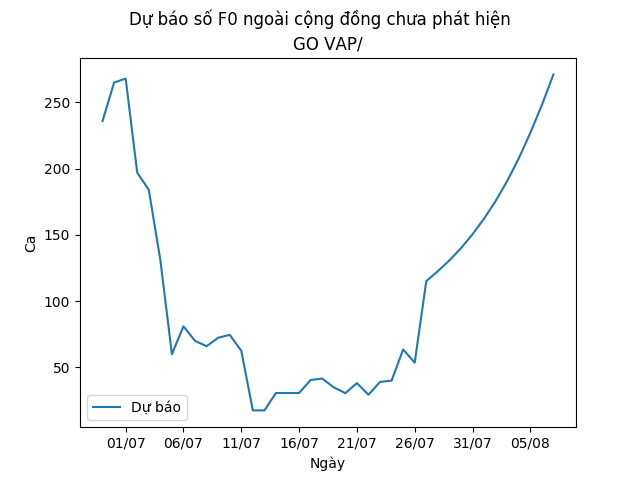 Dự báo số F0 ngoài cộng đồng chưa phát hiện
GO VAP/
250
200
150
100
50
Ca
Dự báo
01/07 06/07 11/07 16/07 21/07 26/07 31/07 05/08
Ngày